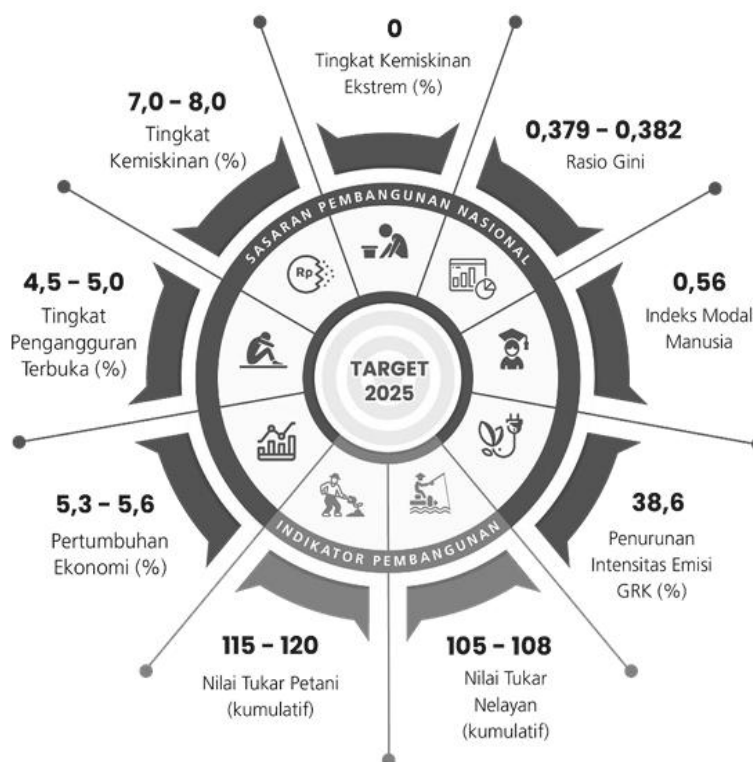 0
Tingkat Kemiskinan
Ekstrem (%)
7,0 – 8,0
Tingkat
Kemiskinan (%)
0,379 – 0,382
Rasio Gini
SASARAN PEMBANGUNAN NASIONAL
Rp
4,5 – 5,0
Tingkat
Pengangguran
Terbuka (%)
0,56
Indeks Modal
Manusia
TARGET
2025
5,3 – 5,6
Pertumbuhan
Ekonomi (%)
38,6
Penurunan
Intensitas Emisi
GRK (%)
INDIKATOR PEMBANGUNAN
115 – 120
Nilai Tukar Petani
(kumulatif)
105 – 108
Nilai Tukar
Nelayan
(kumulatif)